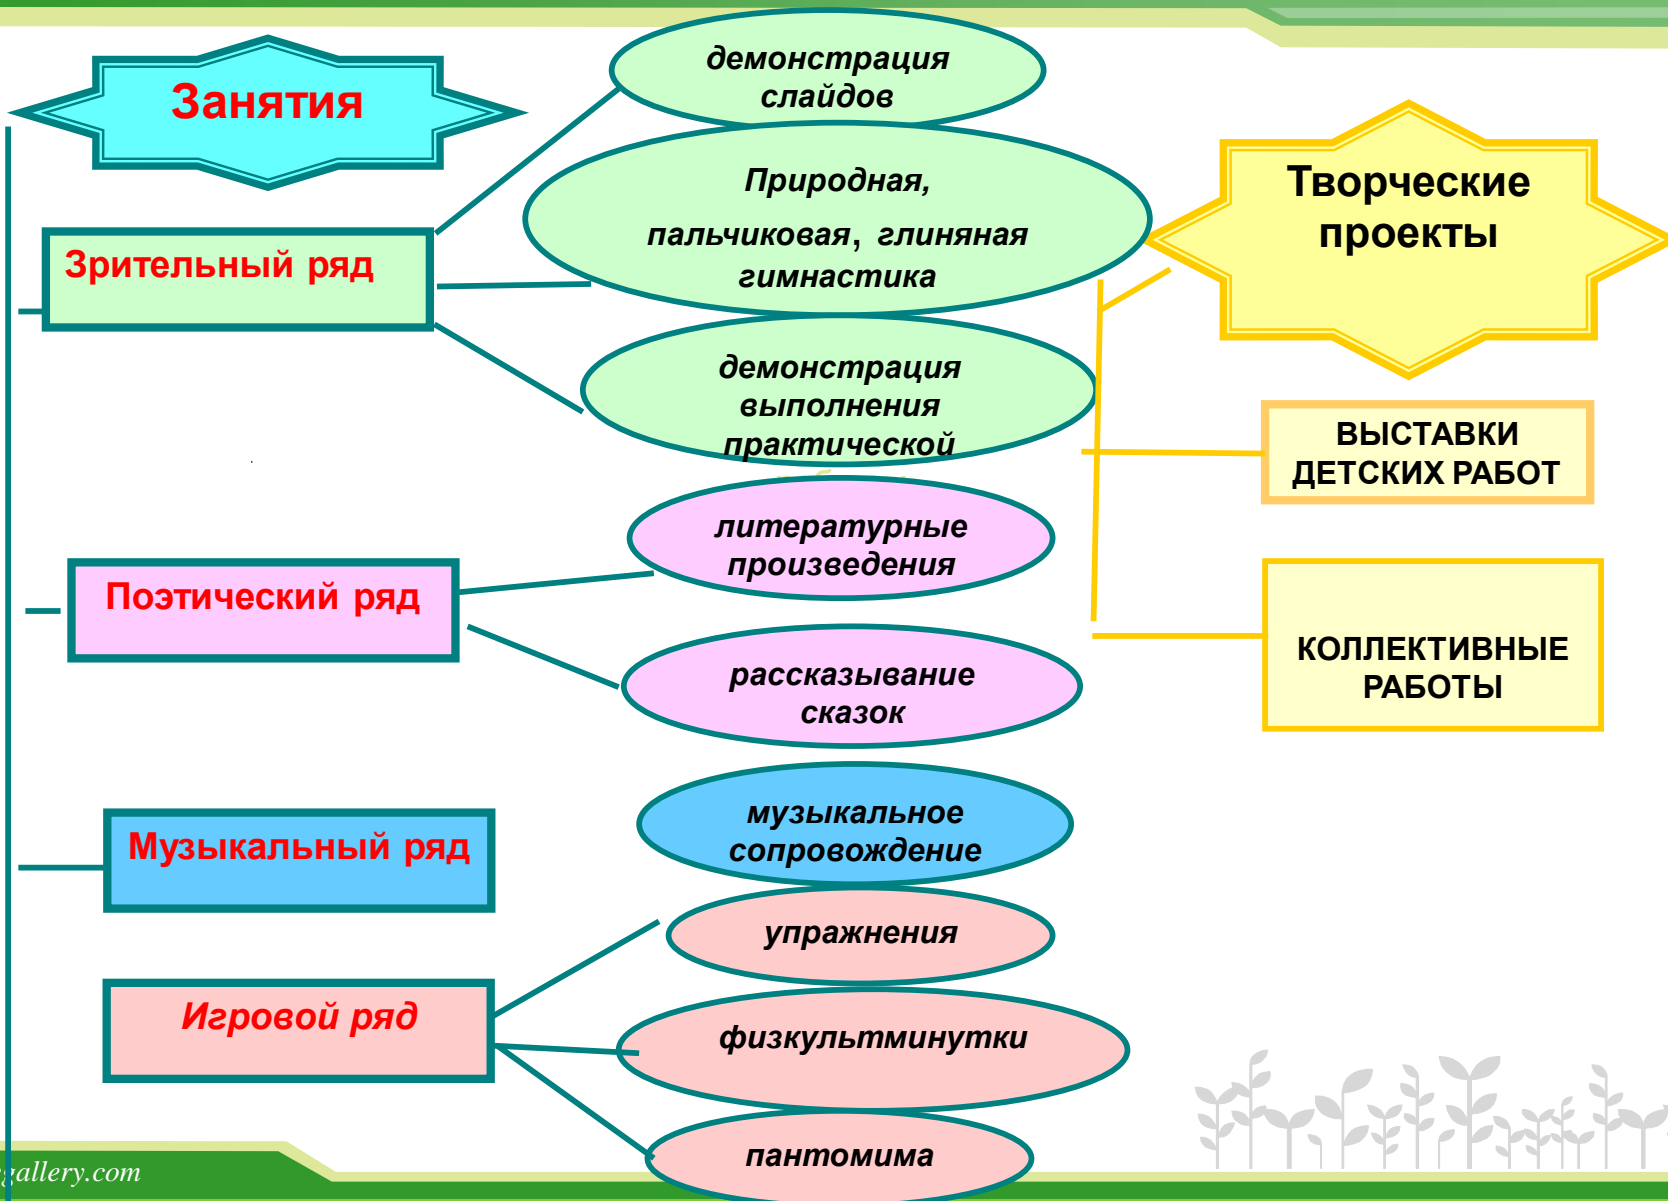 Занятия
Зрительный ряд
демонстрация
слайдов
Природная,
пальчиковая, глиняная
гимнастика
демонстрация
выполнения
практической
Поэтический ряд
литературные
произведения
рассказывание
сказок
Музыкальный ряд
музыкальное
сопровождение
Игровой ряд
упражнения
физкультминутки
пантомима
Творческие
проекты
ВЫСТАВКИ
ДЕТСКИХ РАБОТ
КОЛЛЕКТИВНЫЕ
РАБОТЫ
gallery.com